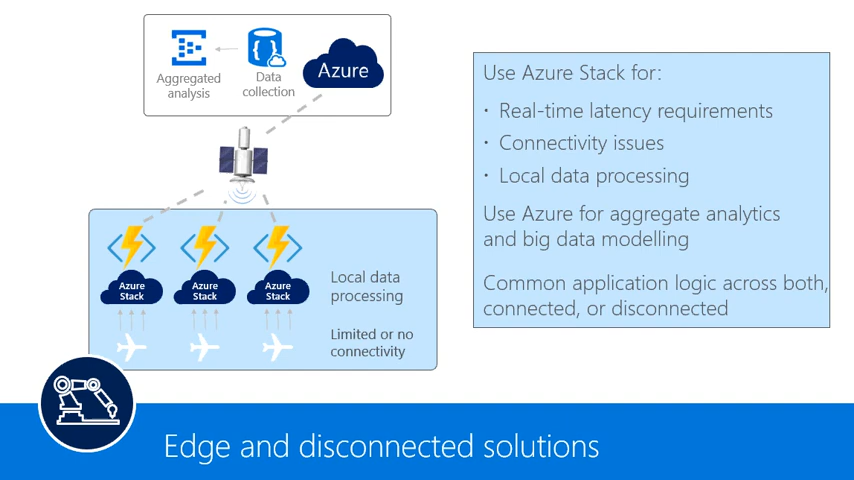 Aggregated
analysis
Data
collection
Azure
Use Azure Stack for:
· Real-time latency requirements
· Connectivity issues
· Local data processing
Use Azure for aggregate analytics
and big data modelling
Common application logic across both,
connected, or disconnected
Azure
Stack
Azure
Stack
Azure
Stack
Local data
processing
Limited or no
connectivity
Edge and disconnected solutions